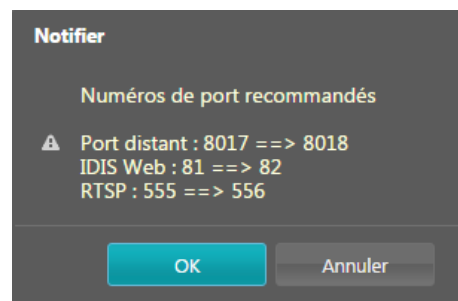 Notifier
Numéros de port recommandés
Port distant : 8017 ==> 8018
IDIS Web : 81 ==> 82
RTSP : 555 ==> 556
OK
Annuler